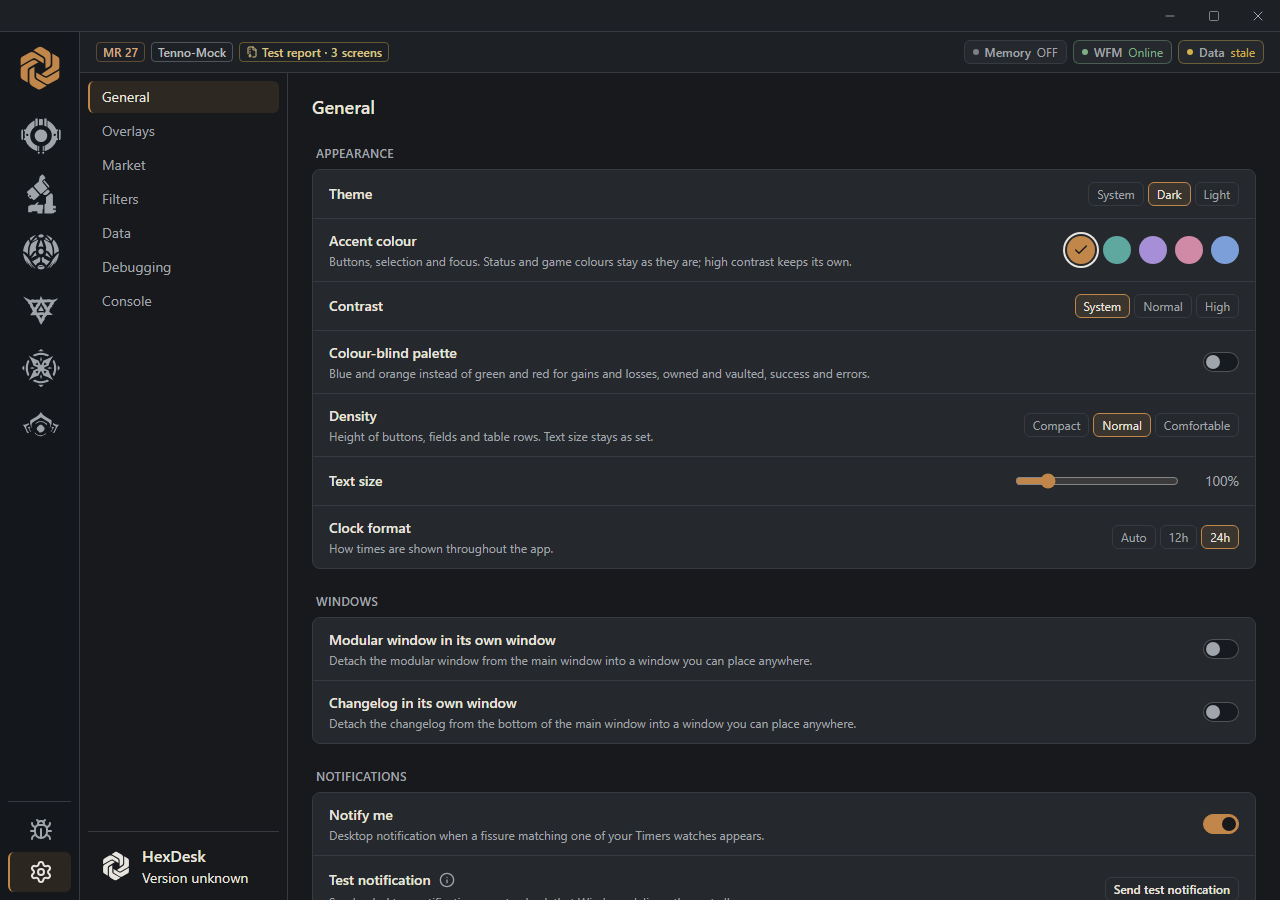 MR 27
Tenno-Mock
Test report · 3 screens
Memory OFF
WFM Online
Data stale
General
Overlays
Market
Filters
Data
Debugging
Console
HexDesk
Version unknown
General
APPEARANCE
Theme
System Dark Light
Accent colour
Buttons, selection and focus. Status and game colours stay as they are; high contrast keeps its own.
Contrast
System Normal High
Colour-blind palette
Blue and orange instead of green and red for gains and losses, owned and vaulted, success and errors.
Density
Height of buttons, fields and table rows. Text size stays as set.
Compact Normal Comfortable
Text size
100%
Clock format
How times are shown throughout the app.
Auto 12h 24h
WINDOWS
Modular window in its own window
Detach the modular window from the main window into a window you can place anywhere.
Changelog in its own window
Detach the changelog from the bottom of the main window into a window you can place anywhere.
NOTIFICATIONS
Notify me
Desktop notification when a fissure matching one of your Timers watches appears.
Test notification
Send test notification